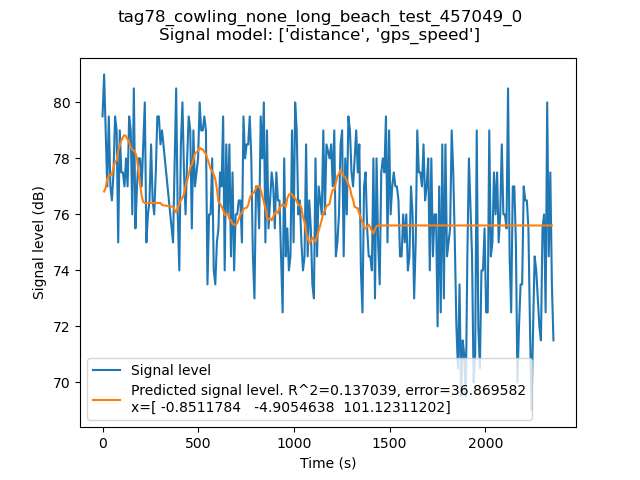 tag78_cowling_none_long_beach_test_457049_0
Signal model: ['distance', 'gps_speed']
80
78
76
74
72
70
Signal level (dB)
Signal level
Predicted signal level. R^2=0.137039, error=36.869582
x=[ -0.8511784   -4.9054638  101.12311202]
0
500
1000
1500
2000
Time (s)